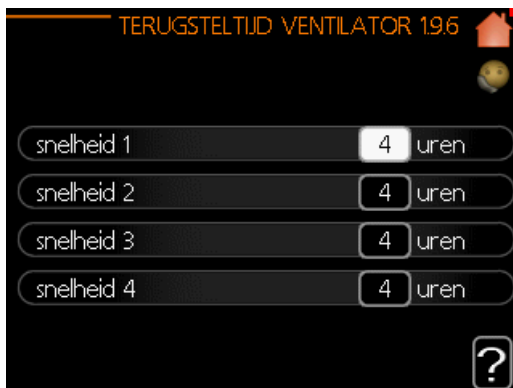 TERUGSTELTIJD VENTILATOR 1.9.6
snelheid 1 4 uren
snelheid 2 4 uren
snelheid 3 4 uren
snelheid 4 4 uren
?